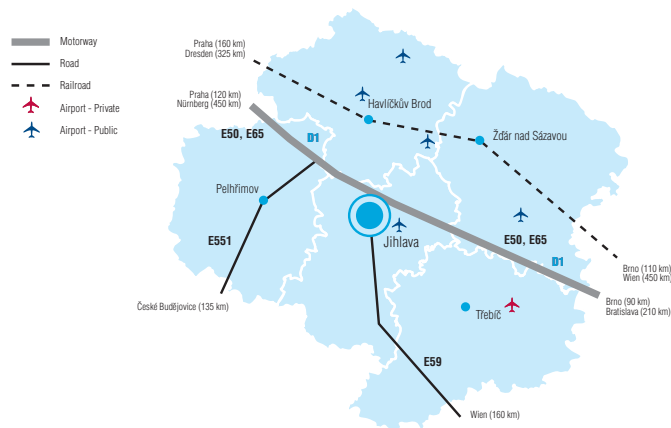 Motorway
Road
Railroad
Airport - Private
Airport - Public
Praha (160 km)
Dresden (325 km)
Praha (120 km)
Nürnberg (450 km)
Havlíčkův Brod
Žďár nad Sázavou
E50, E65
D1
Pelhřimov
E551
Jihlava
E50, E65
D1
Brno (110 km)
Wien (450 km)
České Budějovice (135 km)
Třebíč
Brno (90 km)
Bratislava (210 km)
E59
Wien (160 km)